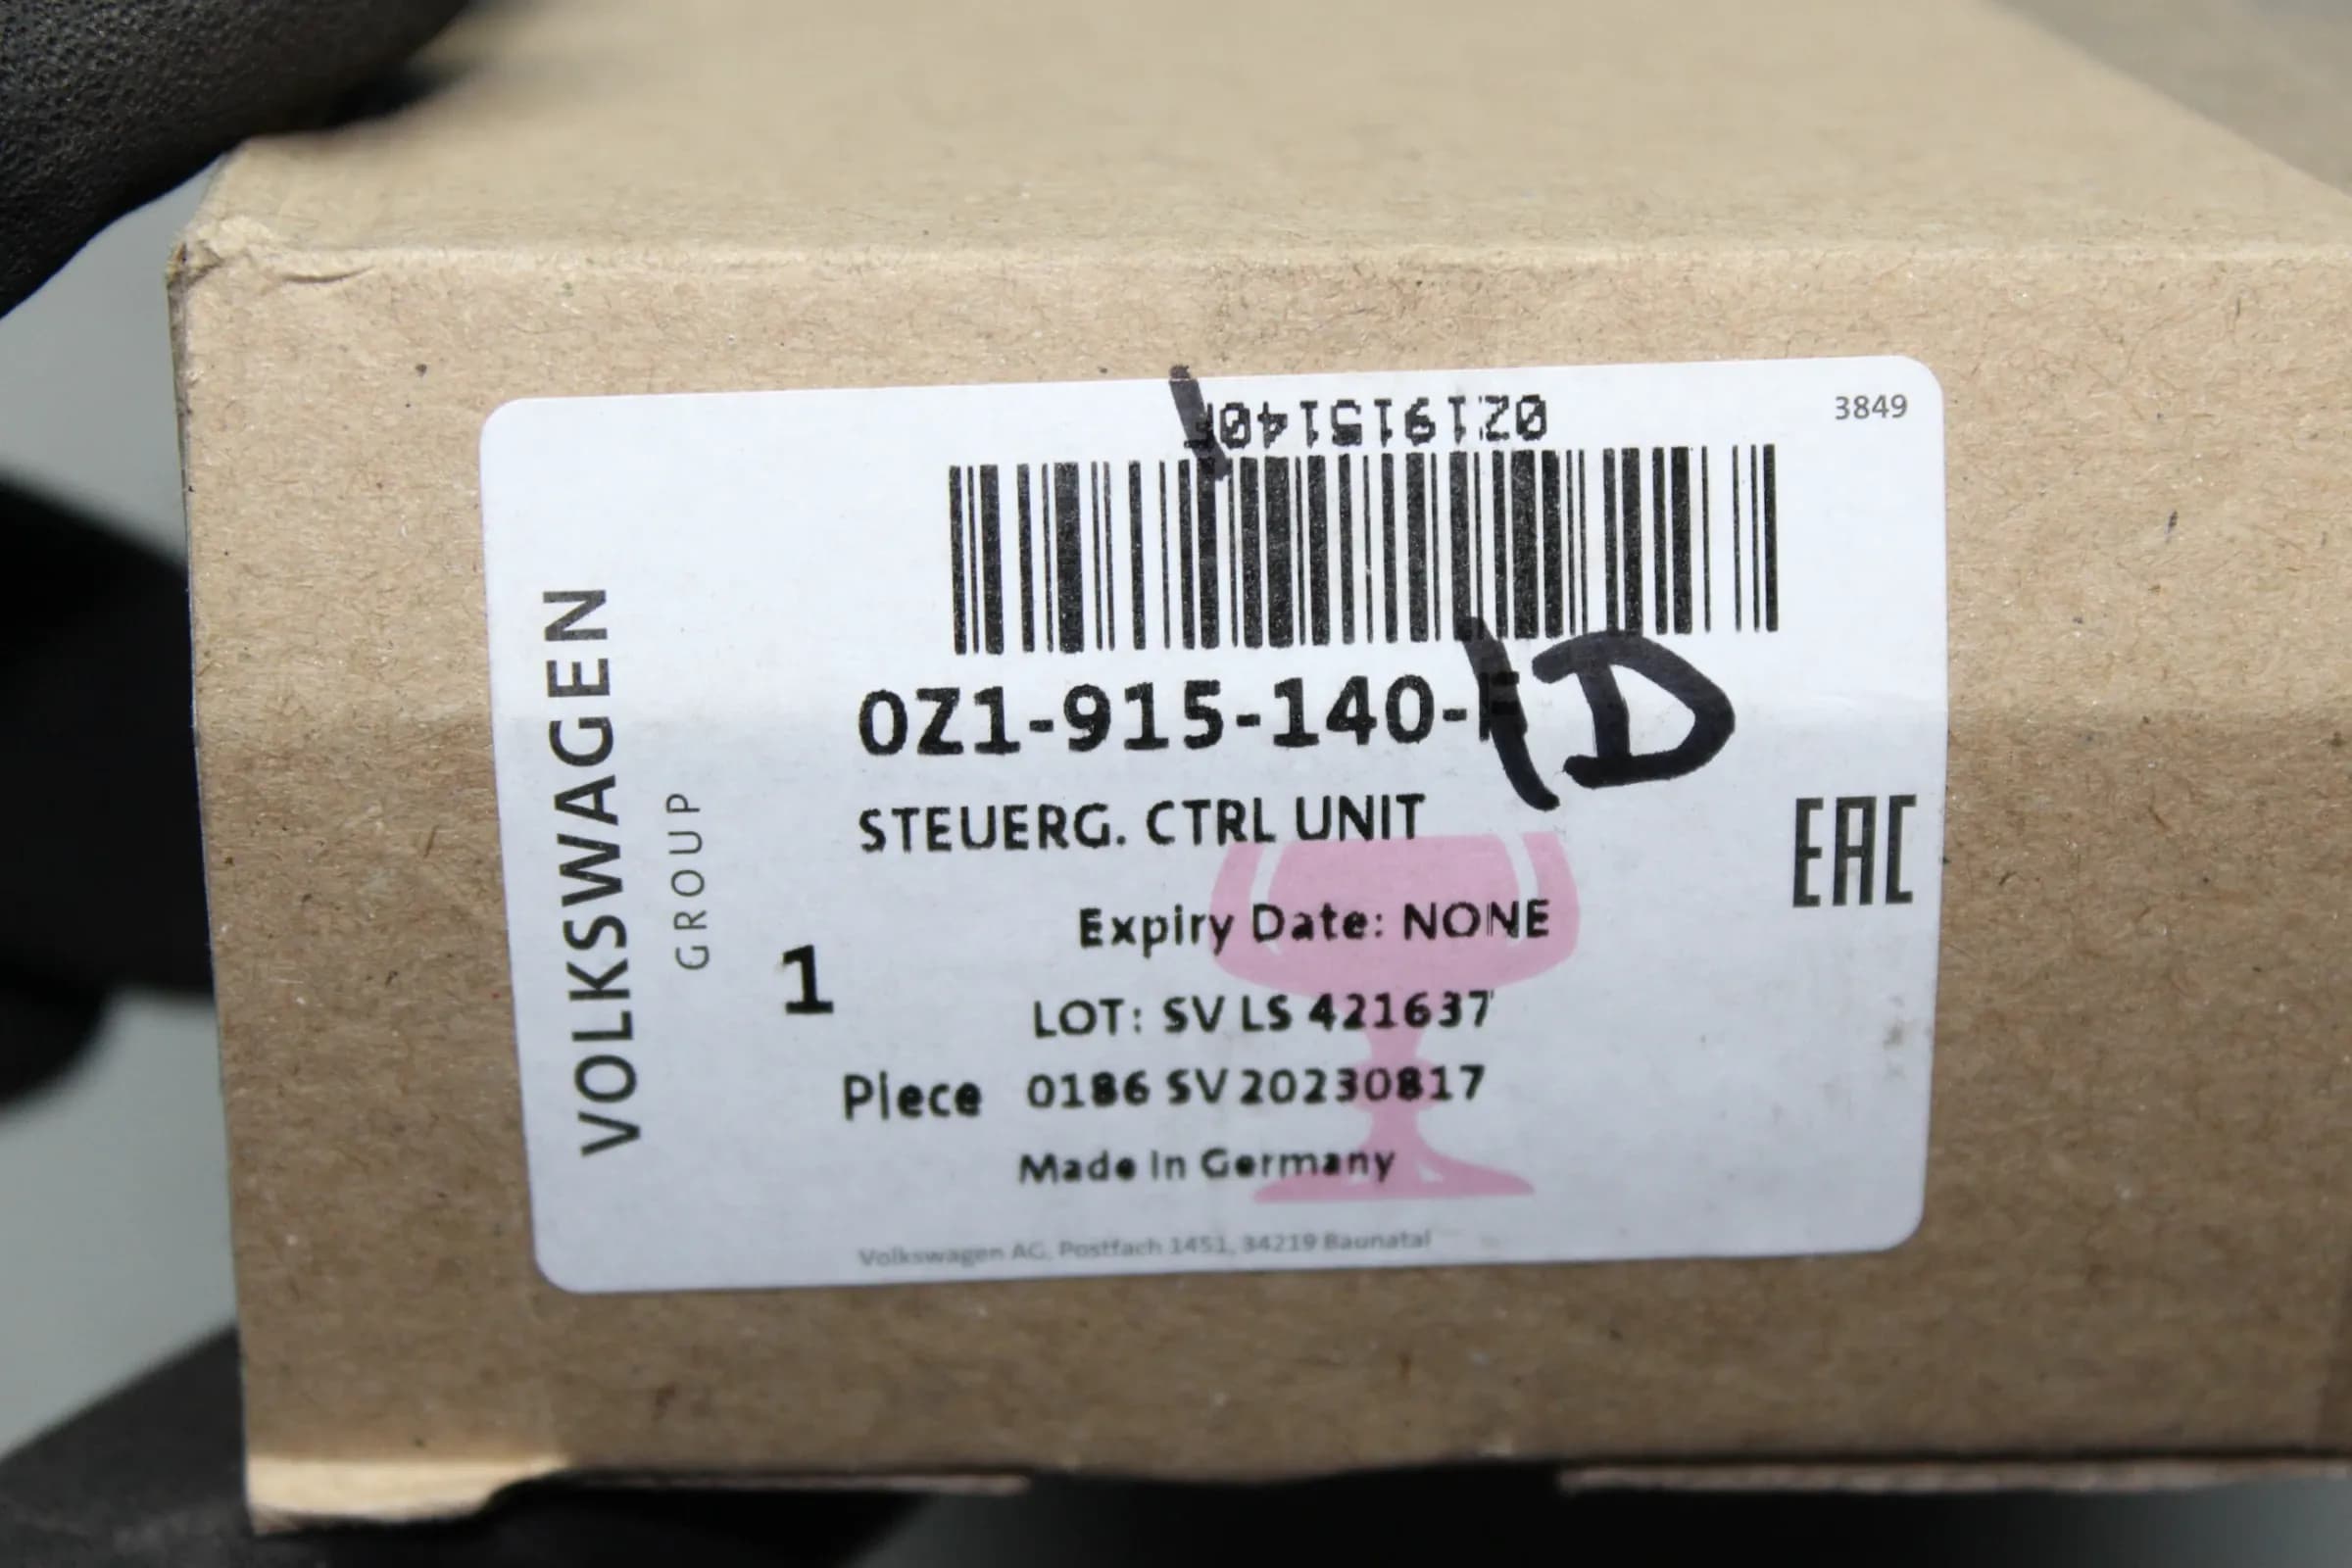 0Z1915140F
3849
0Z1-915-140-F D
STEUERG. CTRL UNIT
EAC
Expiry Date: NONE
1
LOT: SV LS 421637
Piece 0186 SV 20230817
Made in Germany
Volkswagen AG, Postfach 1451, 34219 Baunatal
VOLKSWAGEN
GROUP